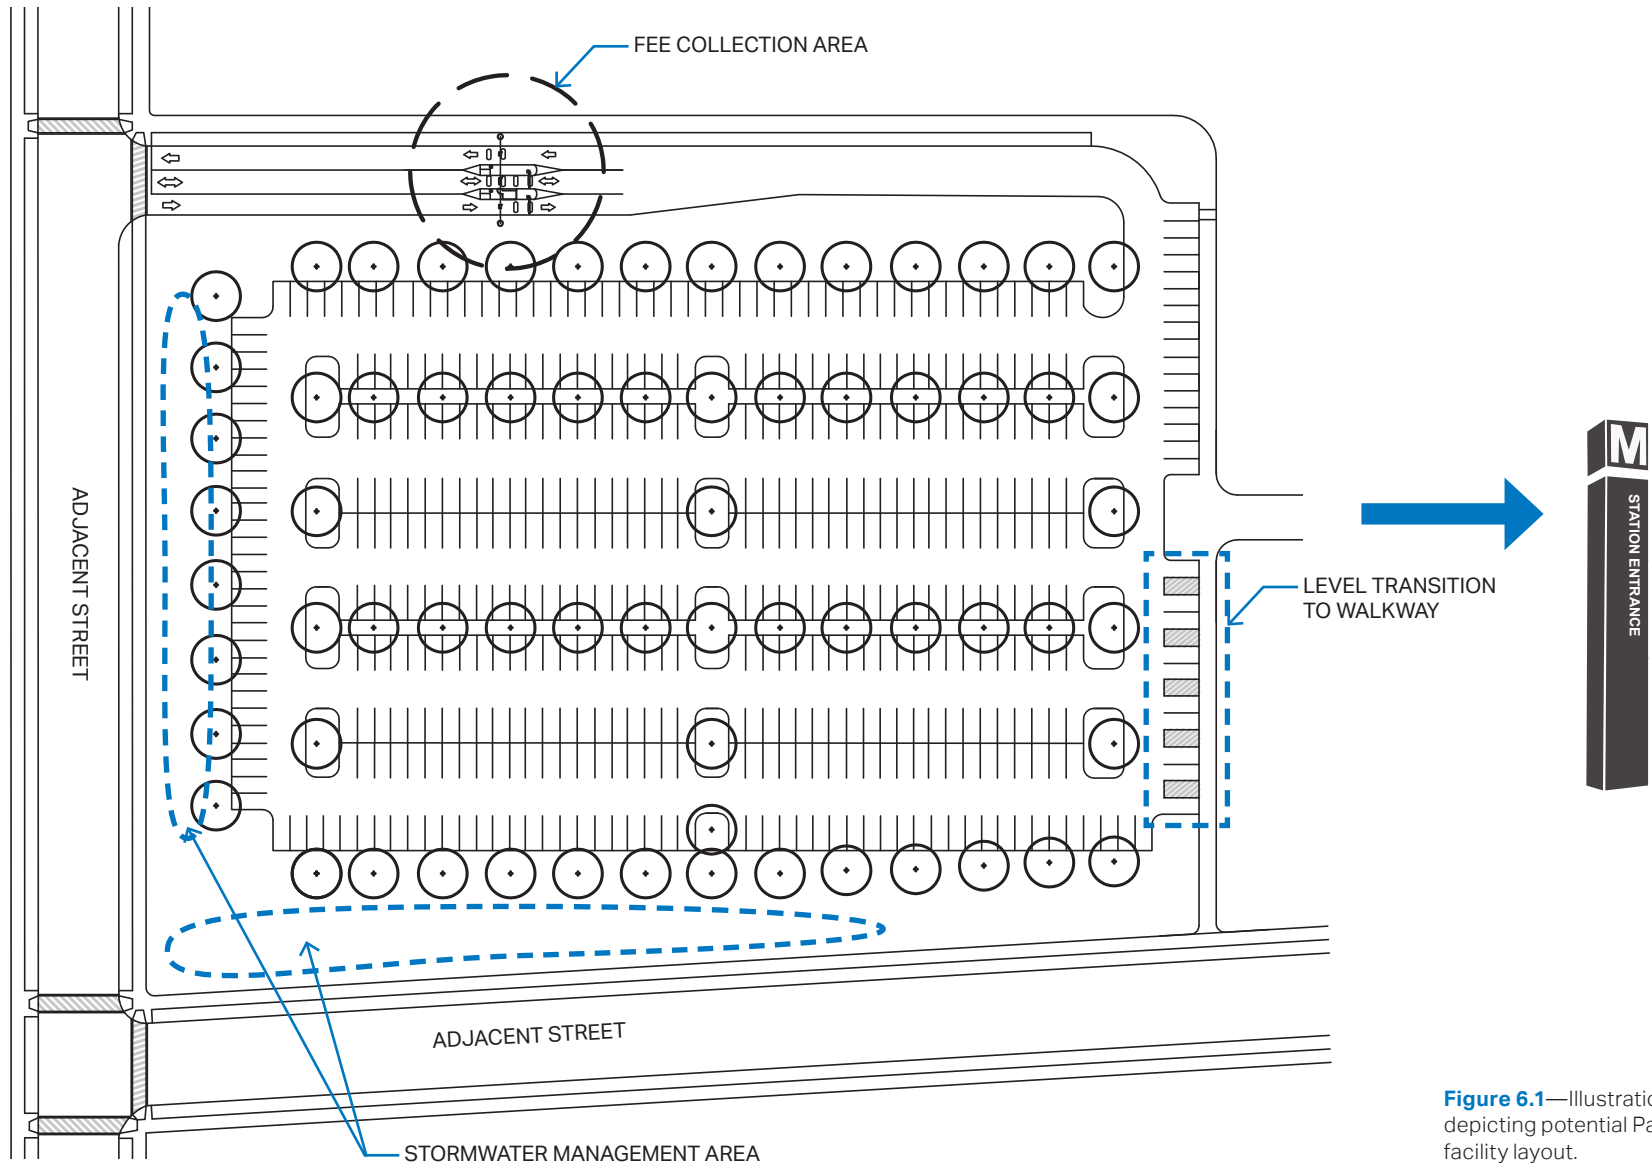 FEE COLLECTION AREA
ADJACENT STREET
M
STATION ENTRANCE
LEVEL TRANSITION
TO WALKWAY
ADJACENT STREET
STORMWATER MANAGEMENT AREA
Figure 6.1—Illustratio
depicting potential Pa
facility layout.